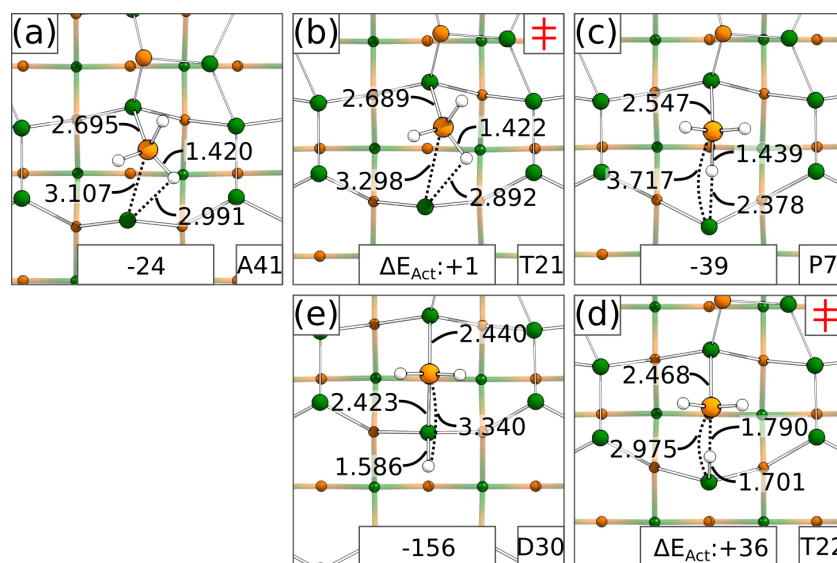 (a)
2.695
1.420
3.107
2.991
-24
A41
(b)
2.689
1.422
3.298
2.892
ΔE_Act:+1
T21
(c)
2.547
1.439
3.717
2.378
-39
P7
(e)
2.440
2.423
3.340
1.586
-156
D30
(d)
2.468
1.790
2.975
1.701
ΔE_Act:+36
T22